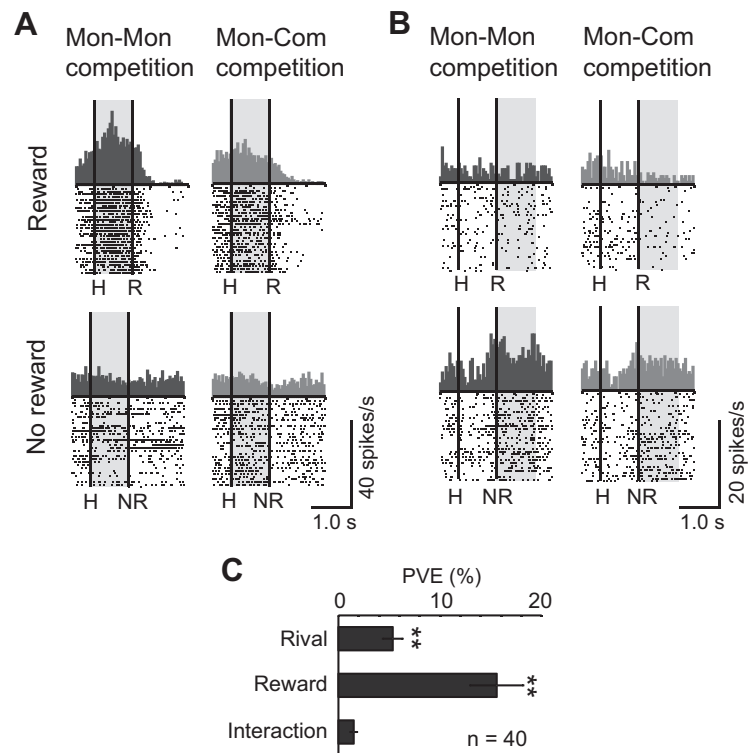 A
Mon-Mon
competition
Mon-Com
competition
B
Mon-Mon
competition
Mon-Com
competition
Reward
H R
H R
H R
H R
No reward
H NR
H NR
40 spikes/s
1.0 s
H NR
H NR
20 spikes/s
1.0 s
C
PVE (%)
0 10 20
Rival
**
Reward
**
Interaction
n = 40